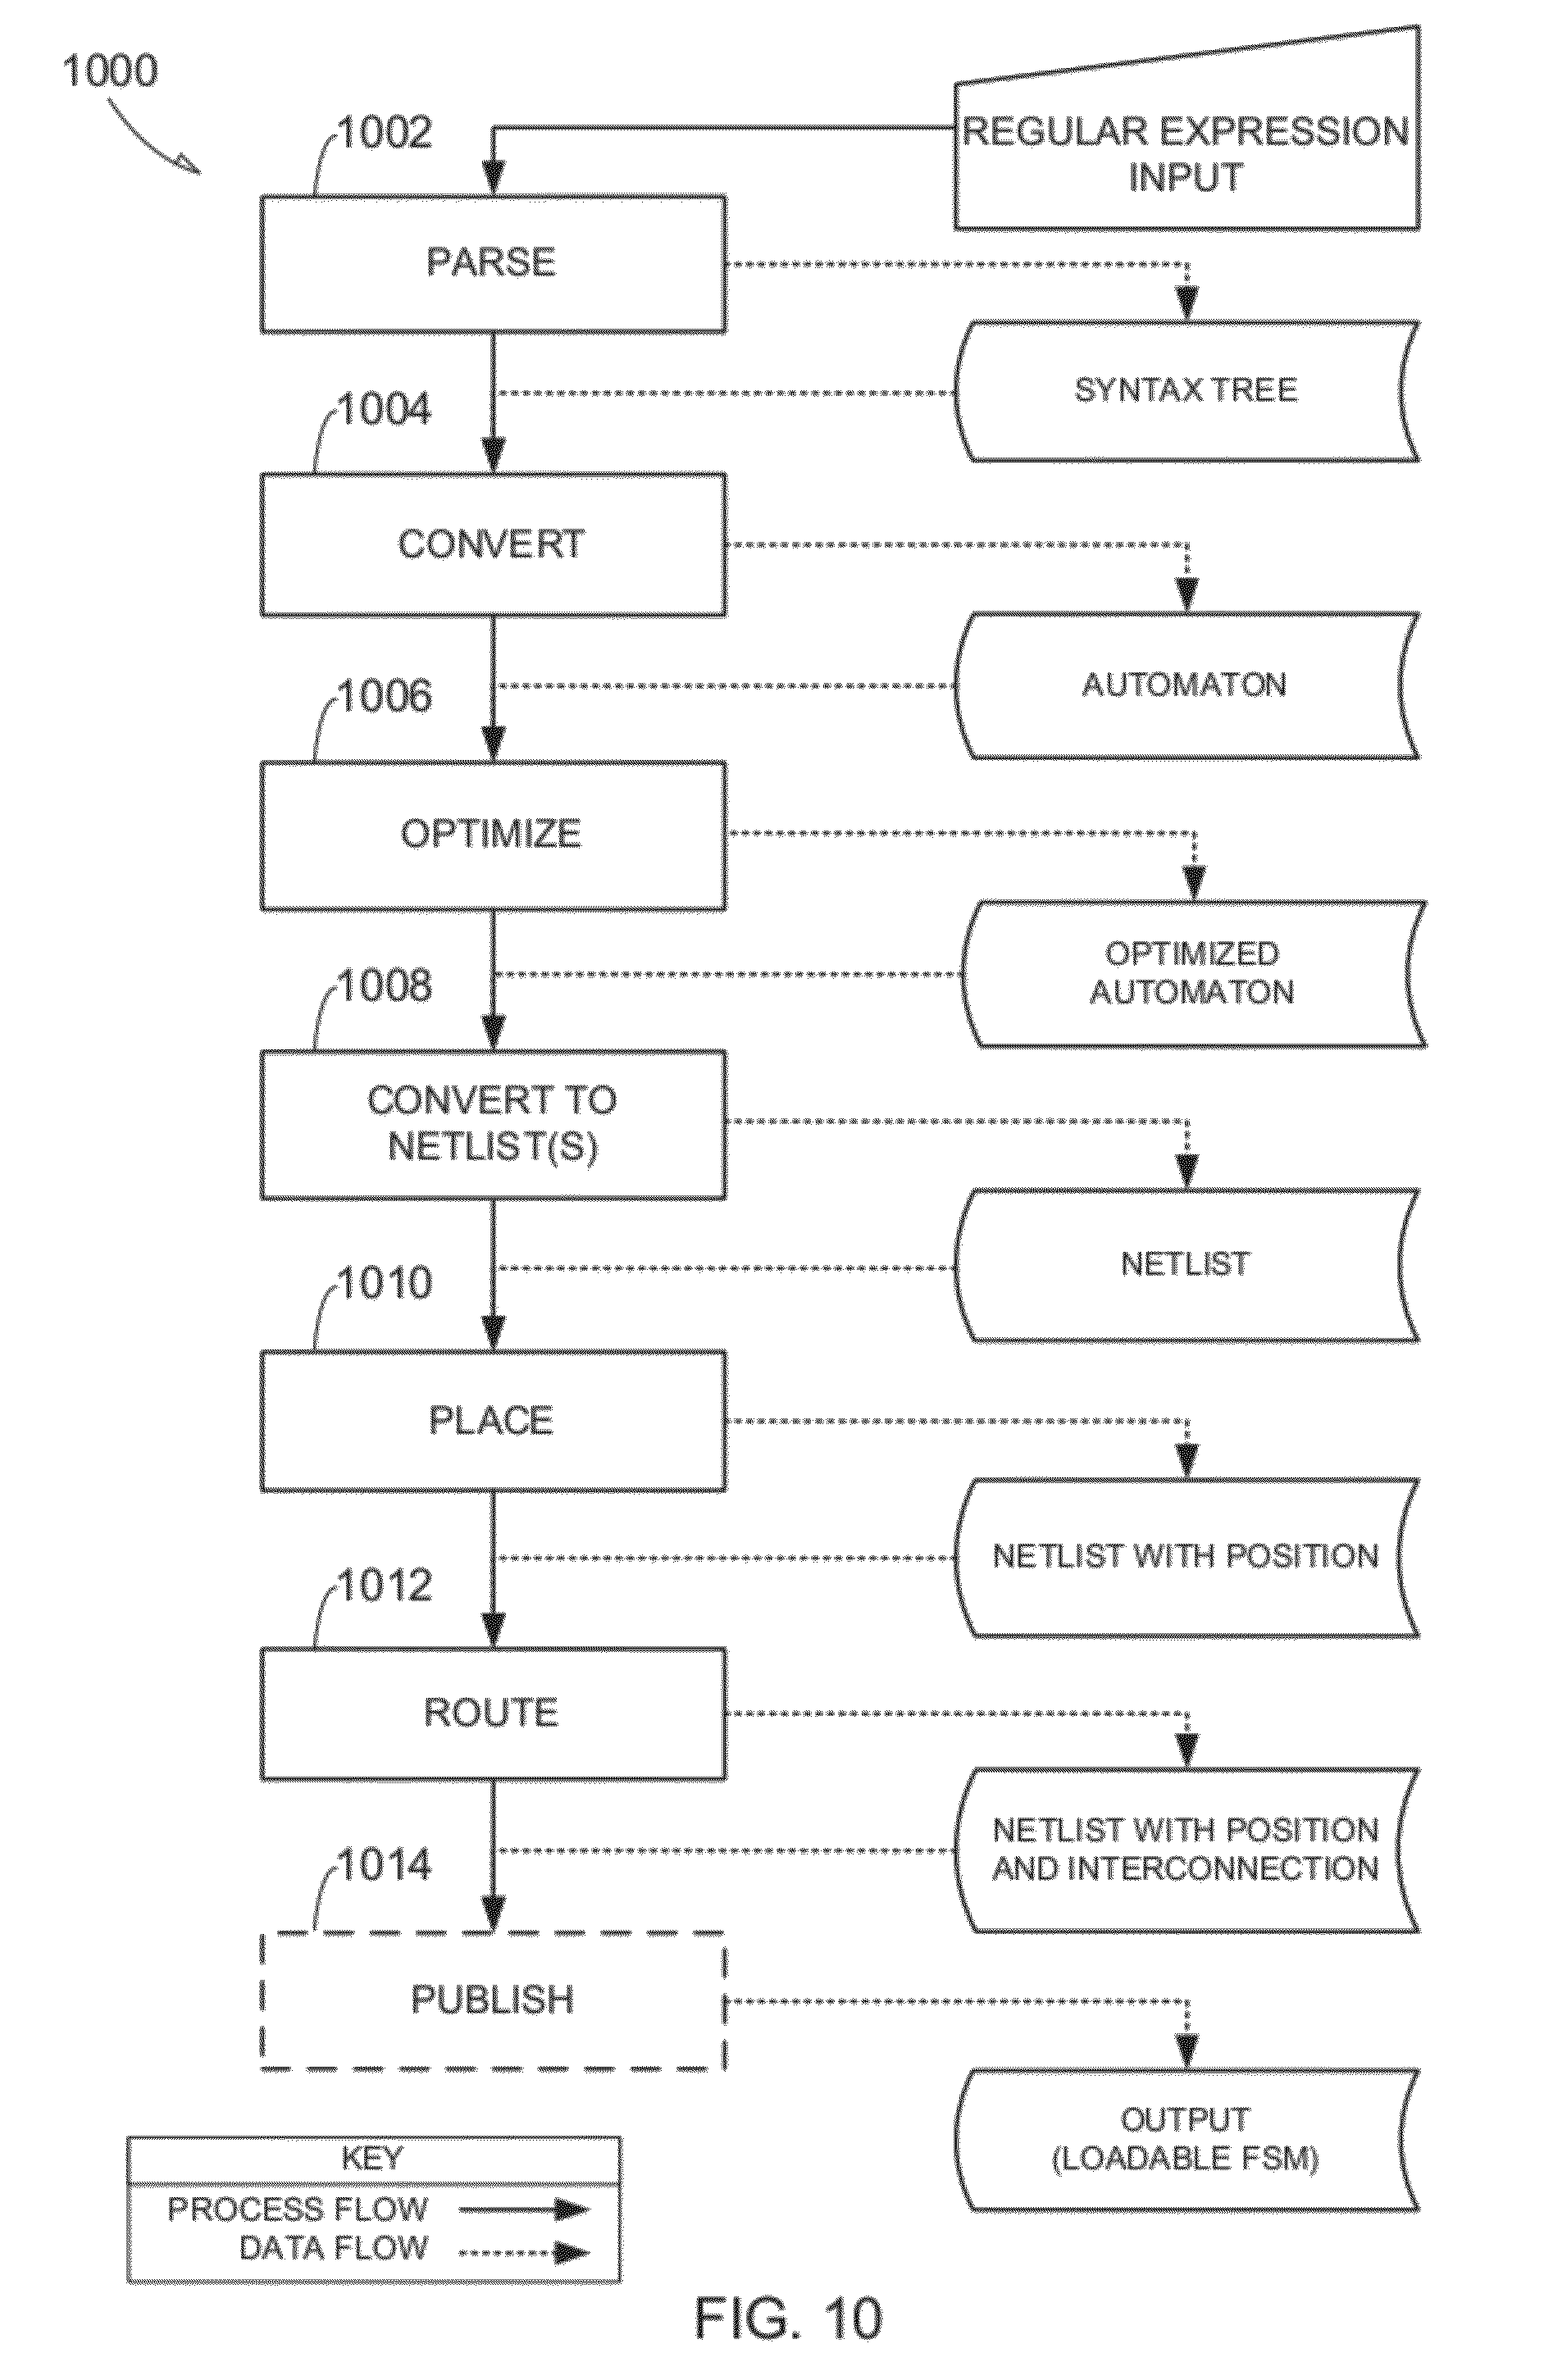 1000
REGULAR EXPRESSION
INPUT
1002
PARSE
SYNTAX TREE
1004
CONVERT
AUTOMATON
1006
OPTIMIZE
OPTIMIZED
AUTOMATON
1008
CONVERT TO
NETLIST(S)
NETLIST
1010
PLACE
NETLIST WITH POSITION
1012
ROUTE
NETLIST WITH POSITION
AND INTERCONNECTION
1014
PUBLISH
OUTPUT
(LOADABLE FSM)
KEY
PROCESS FLOW
DATA FLOW
FIG. 10